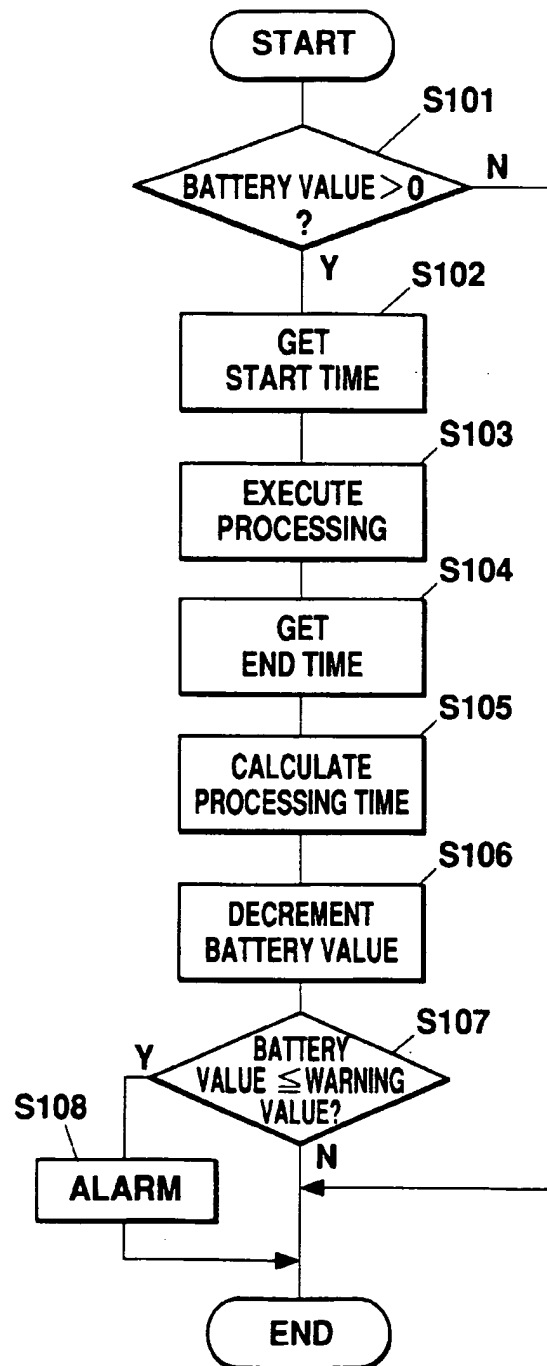 START
S101
N
BATTERY VALUE > 0
?
Y
S102
GET
START TIME
S103
EXECUTE
PROCESSING
S104
GET
END TIME
S105
CALCULATE
PROCESSING TIME
S106
DECREMENT
BATTERY VALUE
S107
Y
BATTERY
VALUE ≦ WARNING
VALUE?
S108
N
ALARM
END